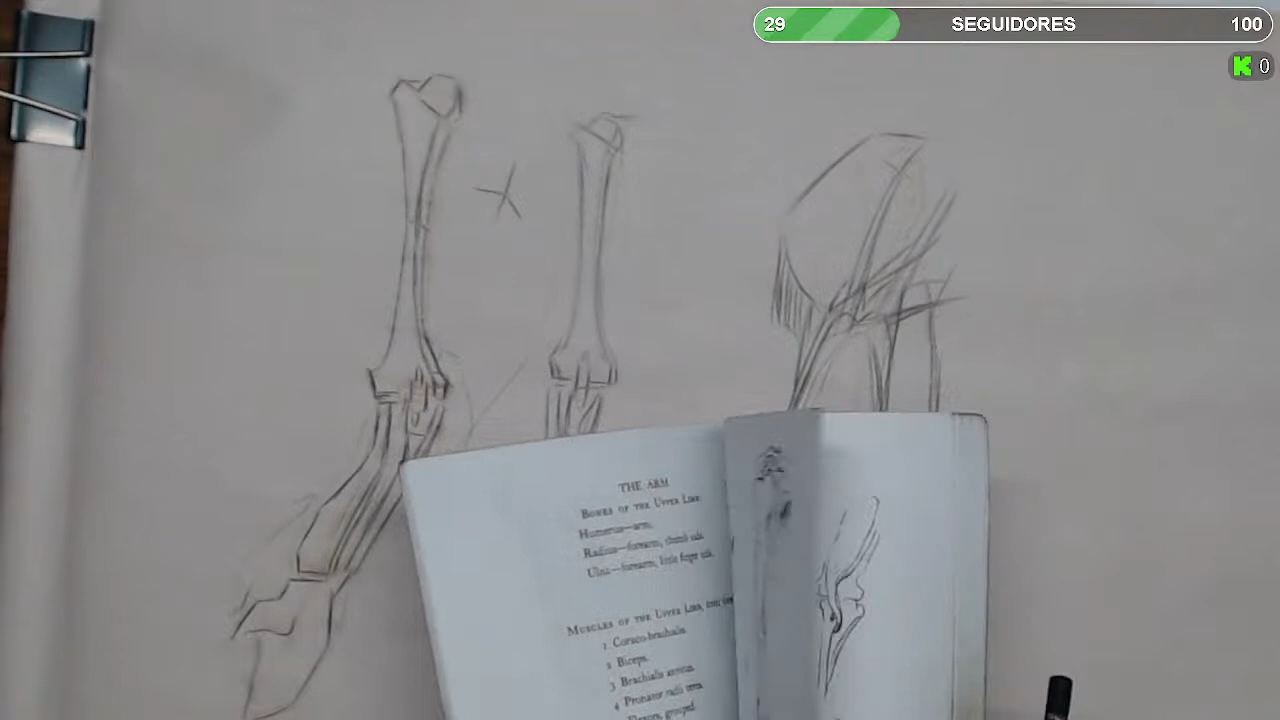 29 SEGUIDORES 100
K 0
THE ARM
BONES OF THE UPPER LIMB
Humerus—arm.
Radius—forearm, thumb side.
Ulna—forearm, little finger side.
MUSCLES OF THE UPPER LIMB,
1 Coraco-brachialis.
2 Biceps.
3 Brachialis anticus.
4 Pronator radii teres.
Flexors, grouped.